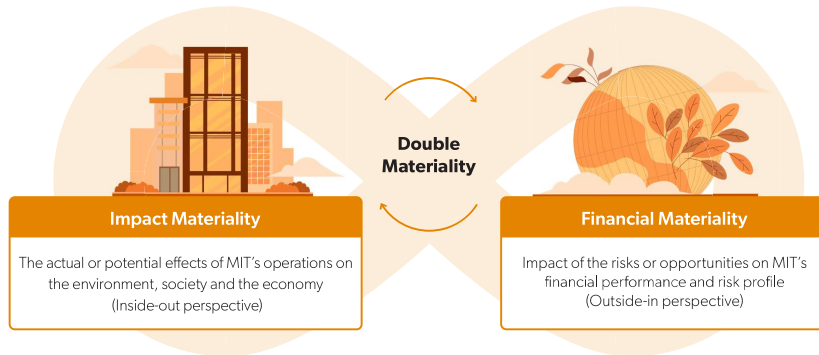 Double
Materiality
Impact Materiality
The actual or potential effects of MIT’s operations on
the environment, society and the economy
(Inside-out perspective)
Financial Materiality
Impact of the risks or opportunities on MIT’s
financial performance and risk profile
(Outside-in perspective)